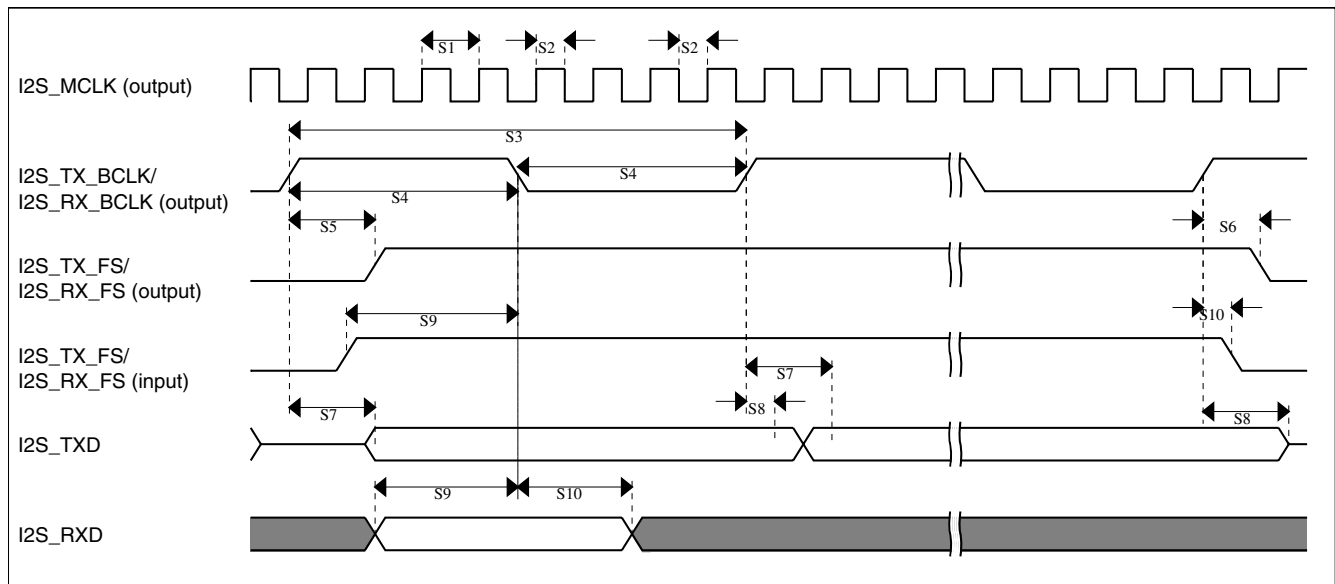 S1 S2 S2
I2S_MCLK (output)
S3
I2S_TX_BCLK/
I2S_RX_BCLK (output)
S4
S4
S5
S6
I2S_TX_FS/
I2S_RX_FS (output)
S9
S10
I2S_TX_FS/
I2S_RX_FS (input)
S7
S7
S8
S8
I2S_TXD
S9 S10
I2S_RXD